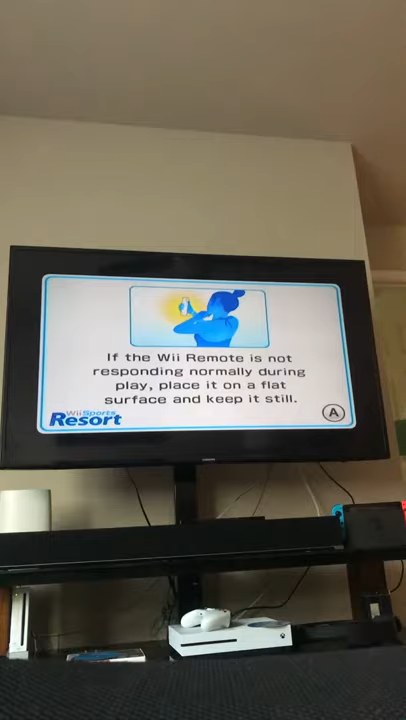 If the Wii Remote is not
responding normally during
play, place it on a flat
surface and keep it still.
Wii Sports
Resort
A
SAMSUNG